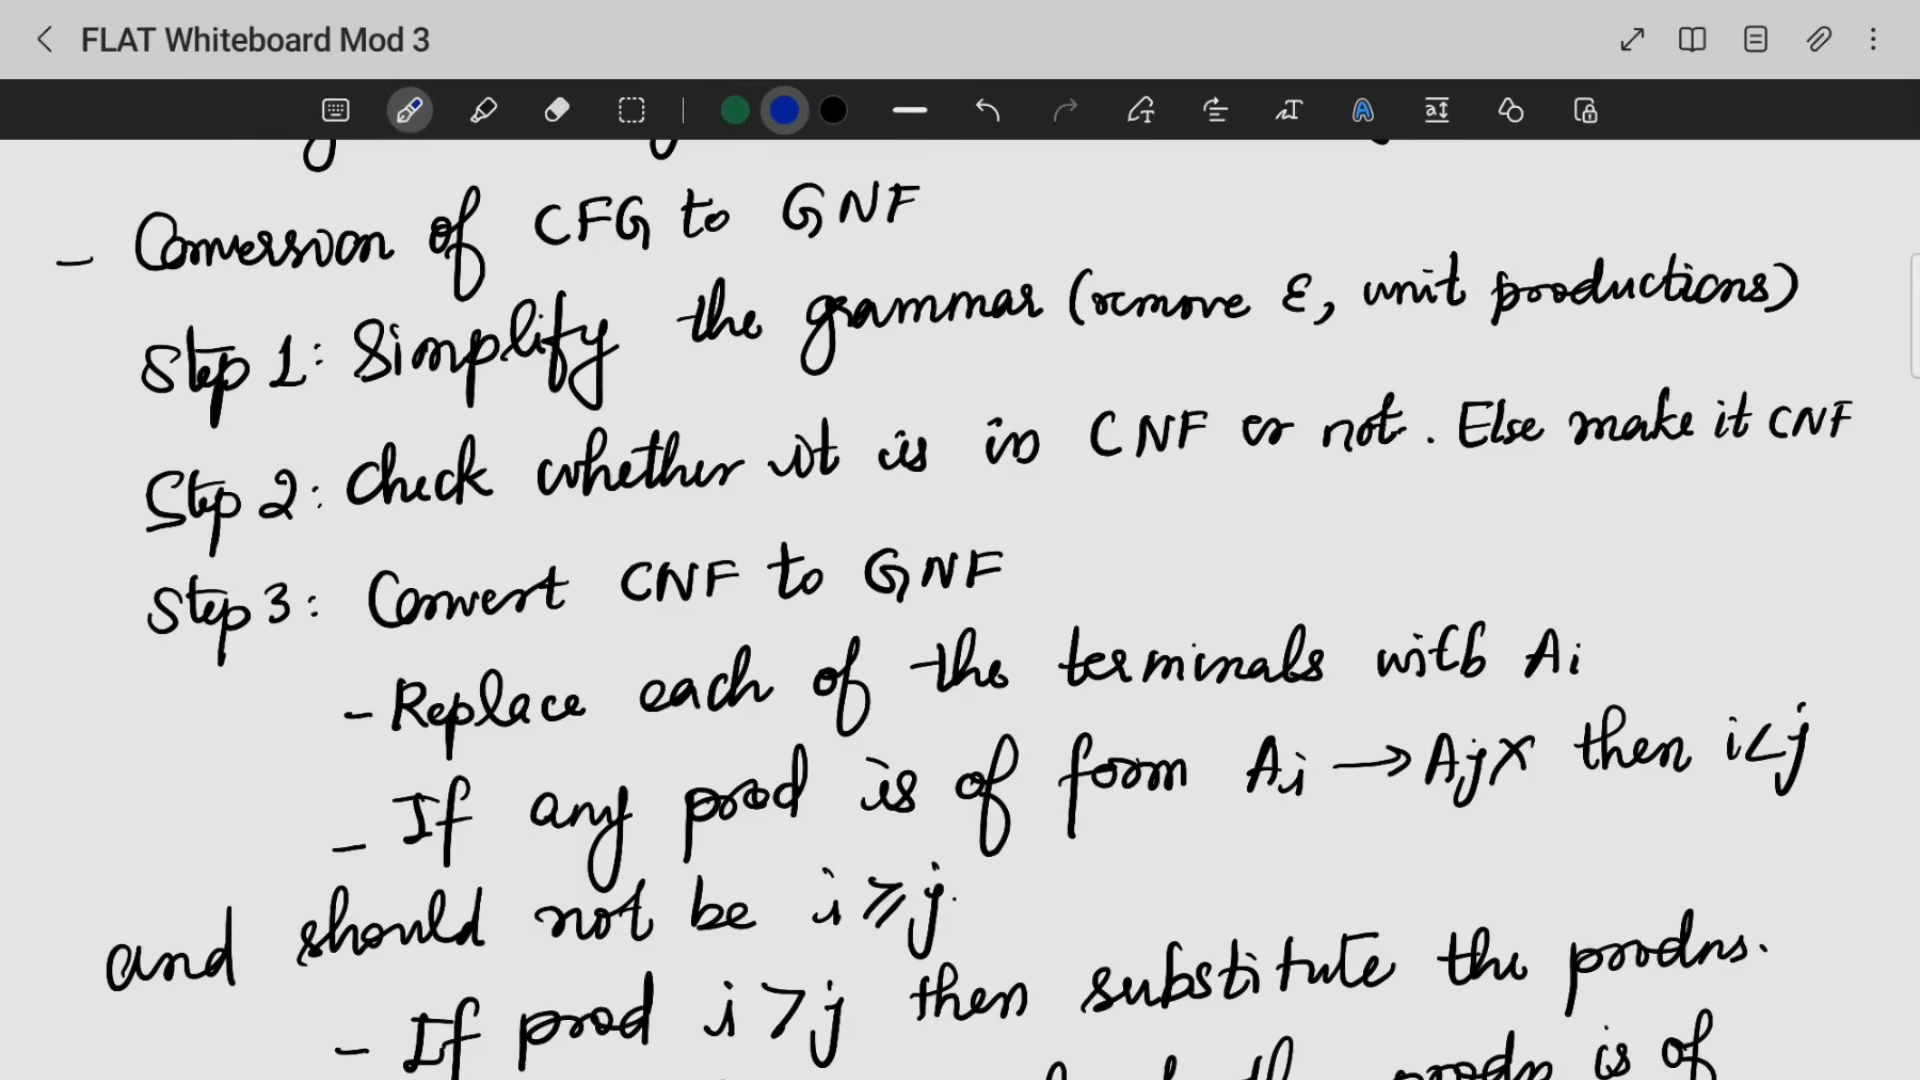 FLAT Whiteboard Mod 3
- Conversion of CFG to GNF
Step 1: Simplify the grammar (remove ε, unit productions)
Step 2: Check whether it is in CNF or not. Else make it CNF
Step 3: Convert CNF to GNF
- Replace each of the terminals with Ai
- If any prod is of form Ai → AjX then i<j
and should not be i ≥ j.
- If prod i > j then substitute the prodns.
is of